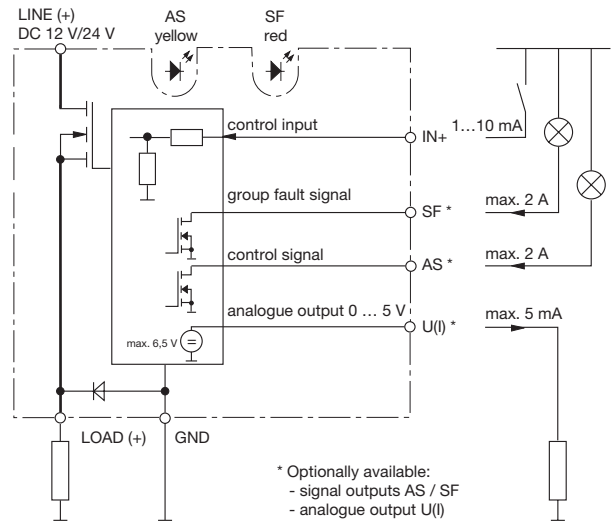 LINE (+)
DC 12 V/24 V
AS
yellow
SF
red
control input
IN+
1…10 mA
group fault signal
SF *
max. 2 A
control signal
AS *
max. 2 A
analogue output 0 … 5 V
U(I) *
max. 5 mA
max. 6,5 V
LOAD (+)
GND
* Optionally available:
- signal outputs AS / SF
- analogue output U(I)